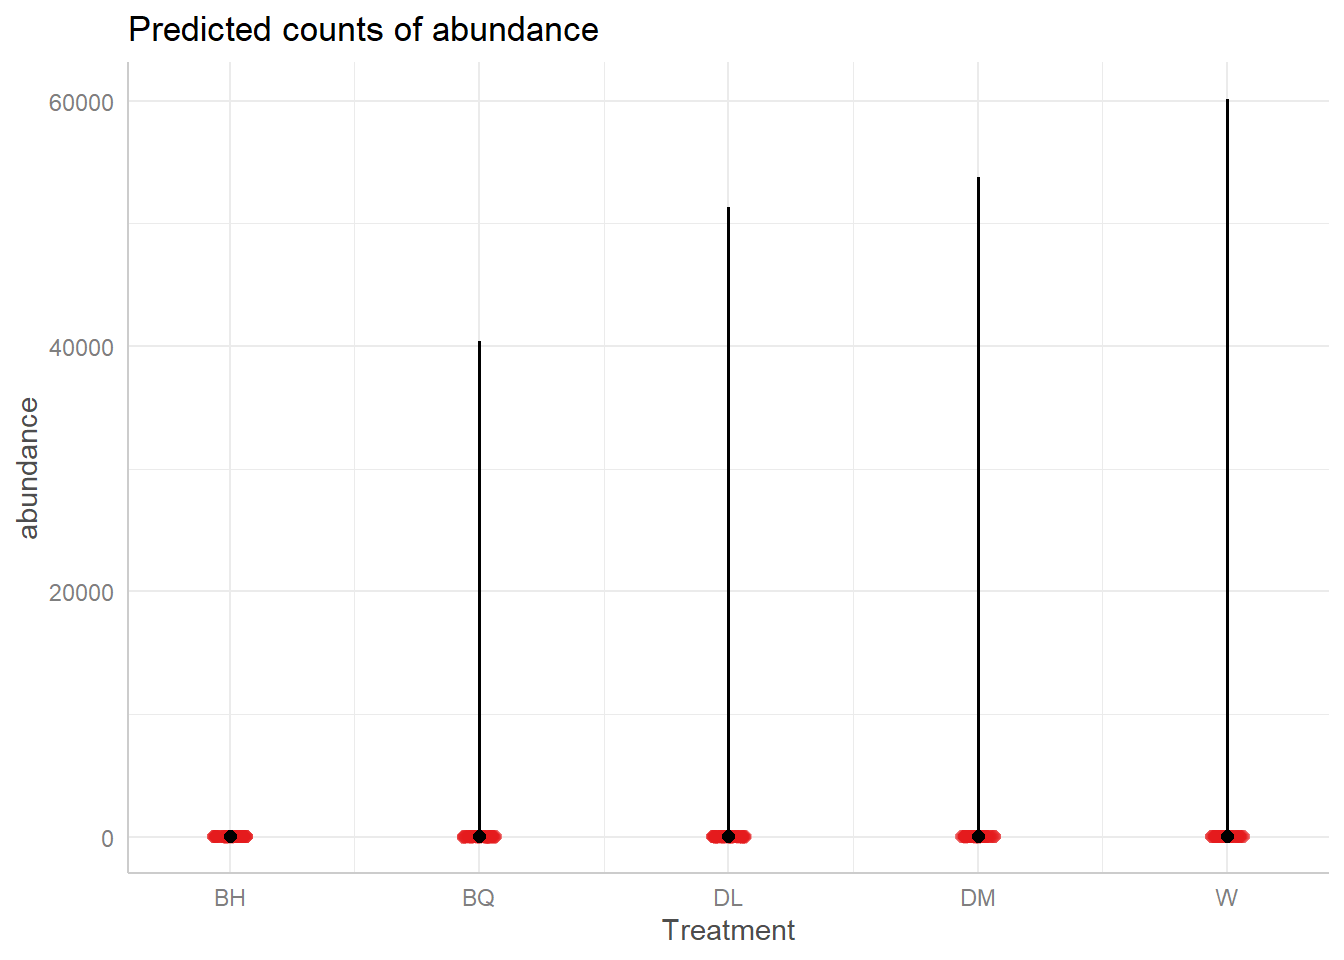 Predicted counts of abundance
60000
40000
20000
0
abundance
BH
BQ
DL
DM
W
Treatment